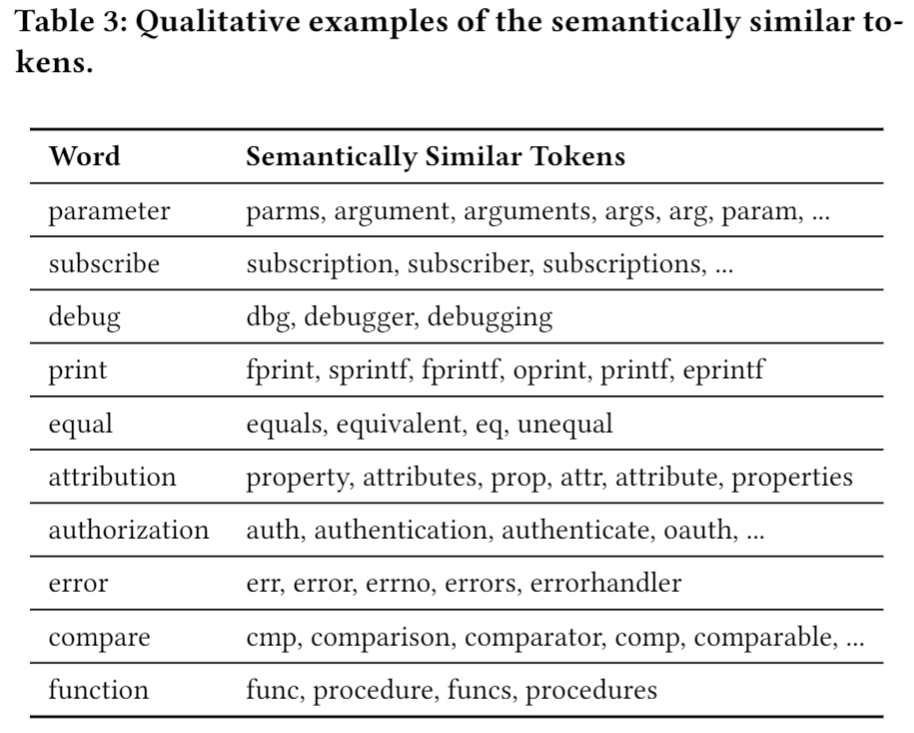 Table 3: Qualitative examples of the semantically similar to-
kens.
Word Semantically Similar Tokens
parameter parms, argument, arguments, args, arg, param, ...
subscribe subscription, subscriber, subscriptions, ...
debug dbg, debugger, debugging
print fprint, sprintf, fprintf, oprint, printf, eprintf
equal equals, equivalent, eq, unequal
attribution property, attributes, prop, attr, attribute, properties
authorization auth, authentication, authenticate, oauth, ...
error err, error, errno, errors, errorhandler
compare cmp, comparison, comparator, comp, comparable, ...
function func, procedure, funcs, procedures